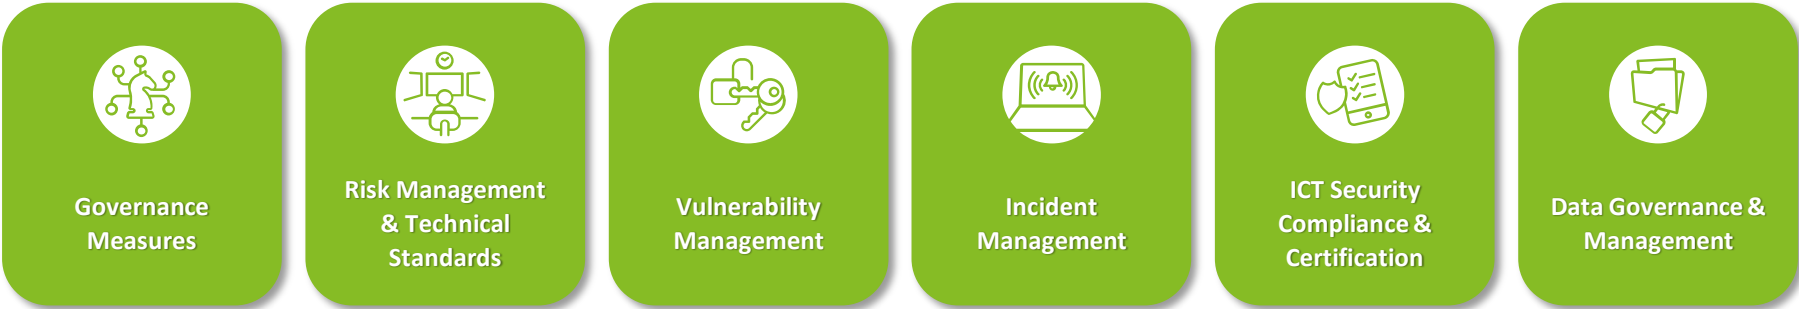 Governance
Measures
Risk Management
& Technical
Standards
Vulnerability
Management
Incident
Management
ICT Security
Compliance &
Certification
Data Governance &
Management